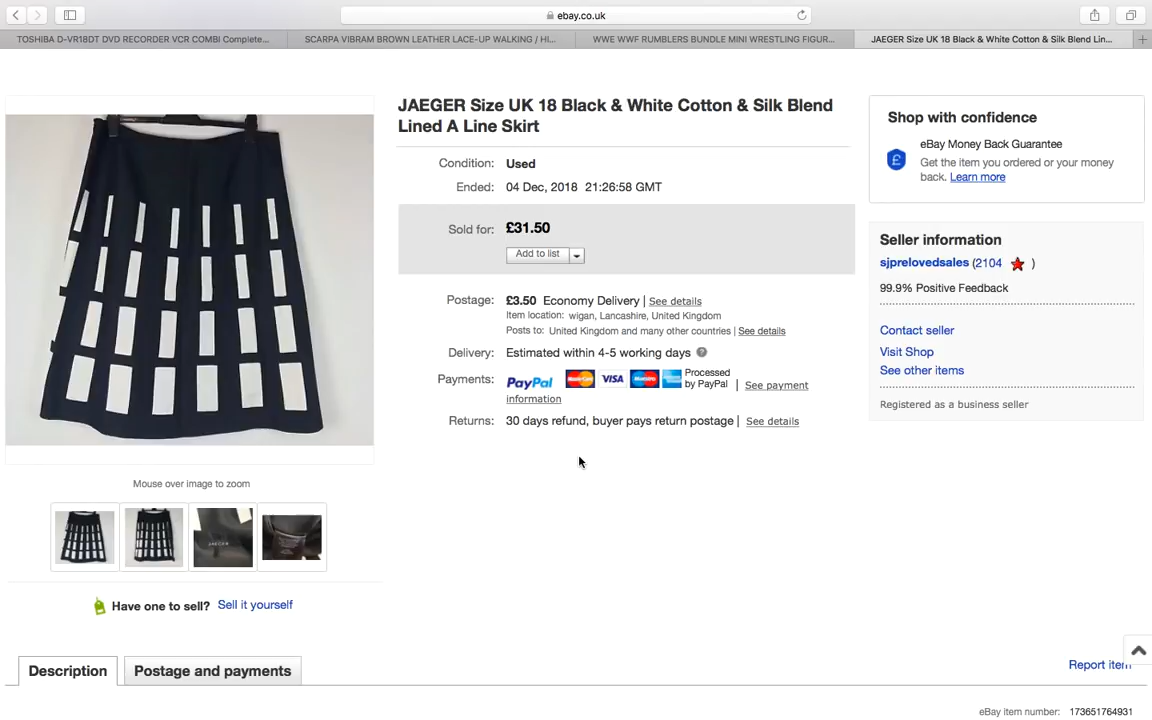 ebay.co.uk
TOSHIBA D-VR18DT DVD RECORDER VCR COMBI Complete...
SCARPA VIBRAM BROWN LEATHER LACE-UP WALKING / HI...
WWE WWF RUMBLERS BUNDLE MINI WRESTLING FIGUR...
JAEGER Size UK 18 Black & White Cotton & Silk Blend Lin...
JAEGER Size UK 18 Black & White Cotton & Silk Blend
Lined A Line Skirt
Condition: Used
Ended: 04 Dec, 2018 21:26:58 GMT
Sold for: £31.50
Add to list
Postage: £3.50 Economy Delivery | See details
Item location: wigan, Lancashire, United Kingdom
Posts to: United Kingdom and many other countries | See details
Delivery: Estimated within 4-5 working days
Payments: PayPal MasterCard VISA Maestro Processed by PayPal | See payment
information
Returns: 30 days refund, buyer pays return postage | See details
Shop with confidence
£
eBay Money Back Guarantee
Get the item you ordered or your money
back. Learn more
Seller information
sjprelovedsales (2104 )
99.9% Positive Feedback
Contact seller
Visit Shop
See other items
Registered as a business seller
Mouse over image to zoom
JAEGER
Have one to sell? Sell it yourself
Description
Postage and payments
Report item
eBay item number: 173651764931